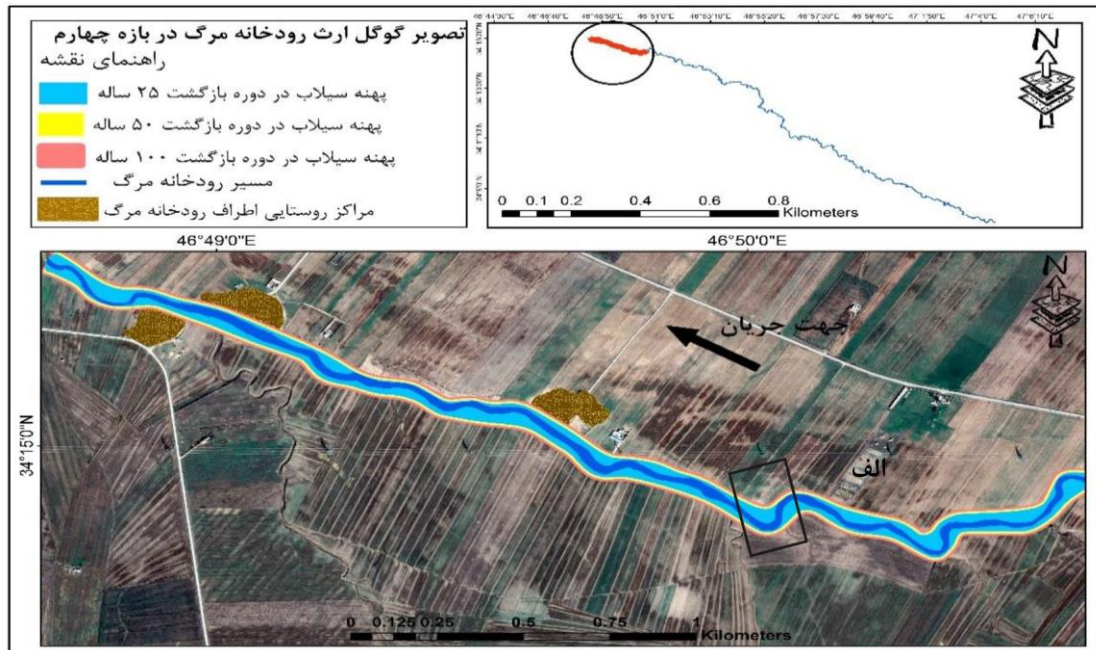 تصویر گوگل ارث رودخانه مرگ در بازه چهارم
راهنمای نقشه
پهنه سیلاب در دوره بازگشت ۲۵ ساله
پهنه سیلاب در دوره بازگشت ۵۰ ساله
پهنه سیلاب در دوره بازگشت ۱۰۰ ساله
مسیر رودخانه مرگ
مراکز روستایی اطراف رودخانه مرگ
N
0 0.1 0.2 0.4 0.6 0.8
Kilometers
46°49'0"E 46°50'0"E
34°15'0"N
N
جهت جریان
الف
0 0.125 0.25 0.5 0.75 1
Kilometers